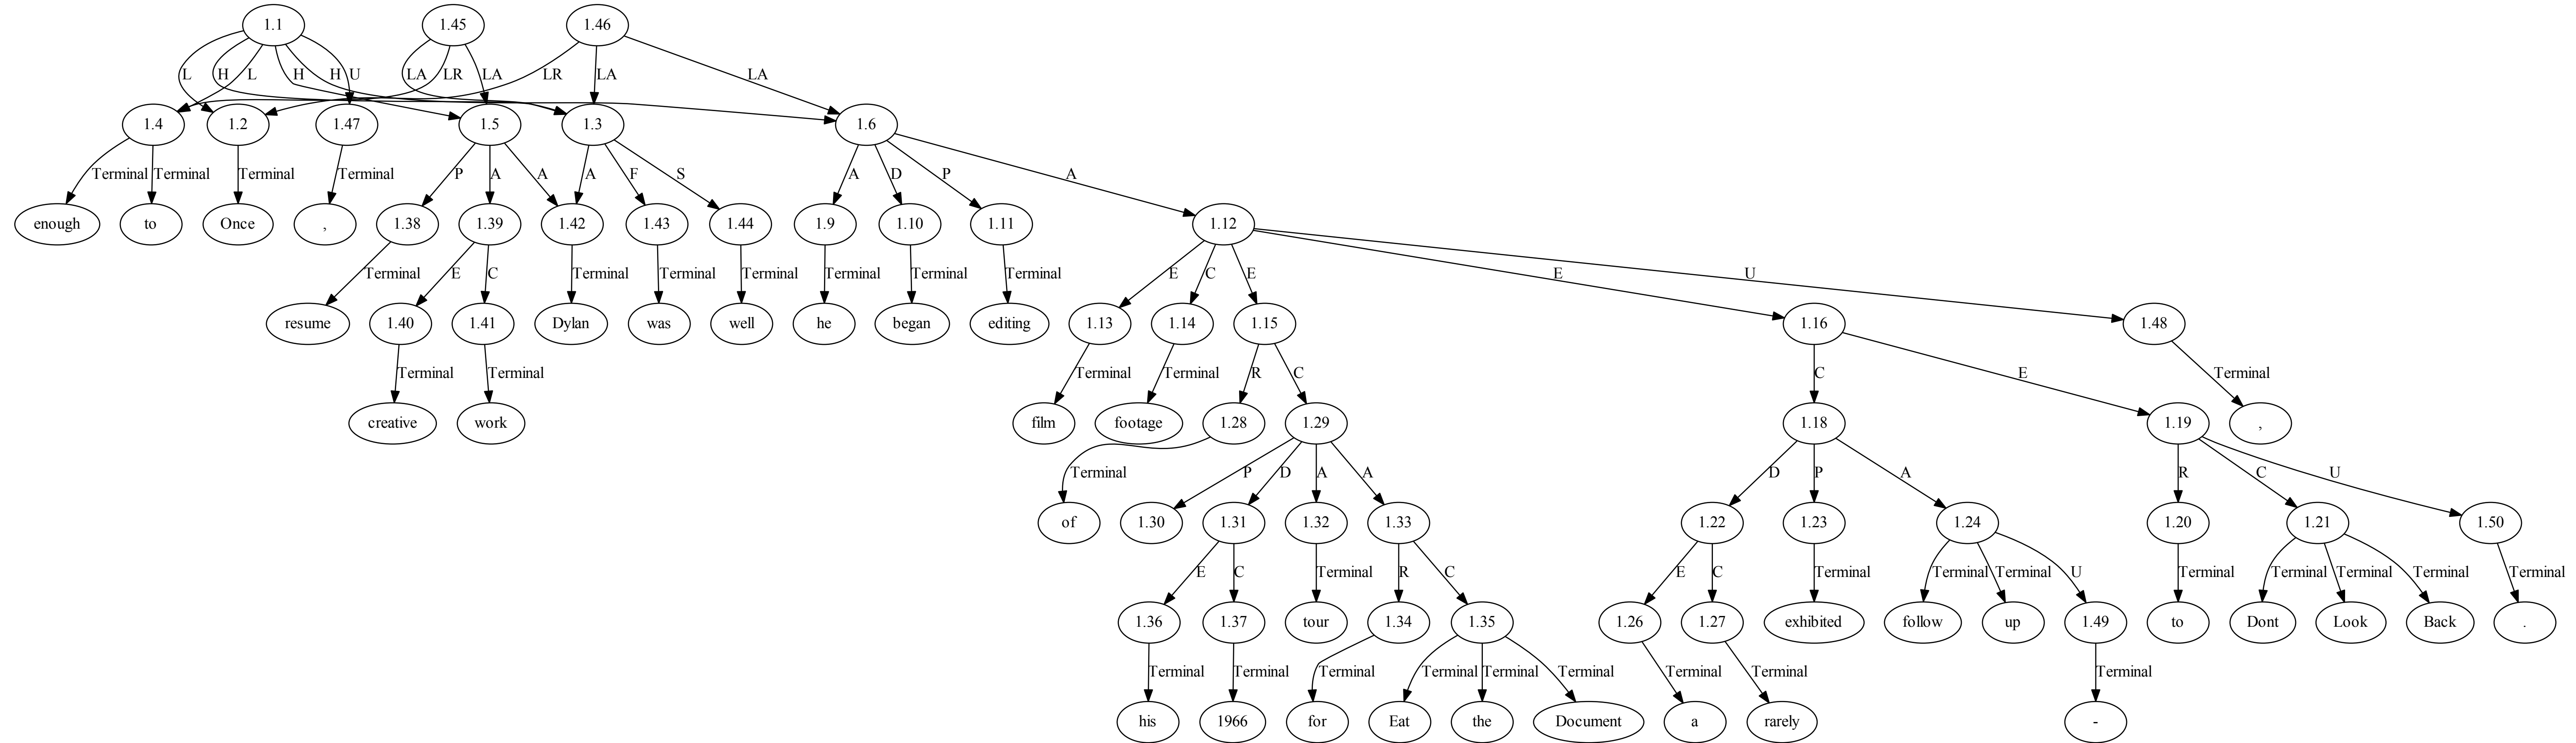 1.1 1.45 1.46
L H L H H U LA LR LA LR LA LA
1.4 1.2 1.47 1.5 1.3 1.6
Terminal Terminal Terminal Terminal P A A A F S A D P A
enough to Once , 1.38 1.39 1.42 1.43 1.44 1.9 1.10 1.11 1.12
Terminal E C Terminal Terminal Terminal Terminal Terminal Terminal E C E E U
resume 1.40 1.41 Dylan was well he began editing 1.13 1.14 1.15 1.16 1.48
Terminal Terminal Terminal Terminal R C C E Terminal
creative work film footage 1.28 1.29 1.18 1.19 ,
Terminal P D A A D P A R C U
of 1.30 1.31 1.32 1.33 1.22 1.23 1.24 1.20 1.21 1.50
E C Terminal R C E C Terminal Terminal Terminal U Terminal Terminal Terminal Terminal Terminal
1.36 1.37 tour 1.34 1.35 1.26 1.27 exhibited follow up 1.49 to Dont Look Back .
Terminal Terminal Terminal Terminal Terminal Terminal Terminal Terminal Terminal
his 1966 for Eat the Document a rarely -